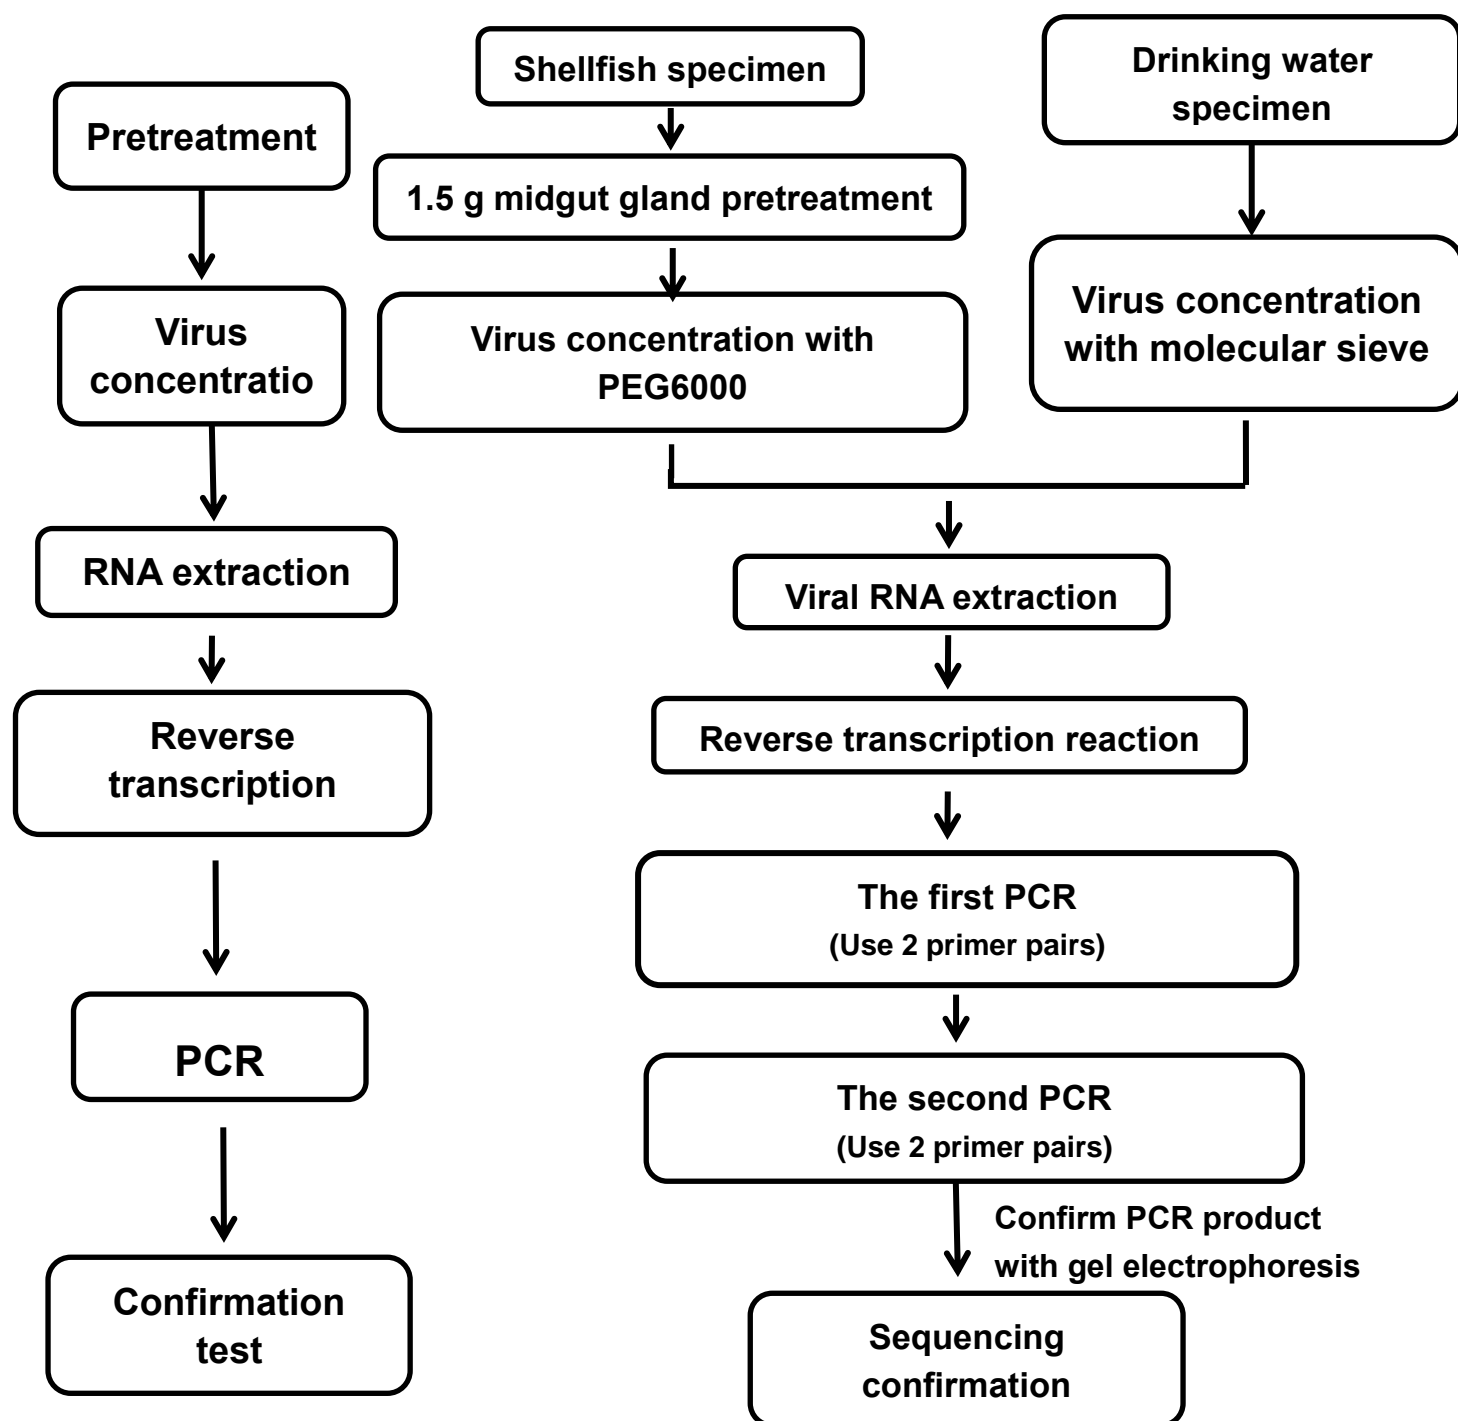 Pretreatment
Virus
concentratio
RNA extraction
Reverse
transcription
PCR
Confirmation
test
Shellfish specimen
1.5 g midgut gland pretreatment
Virus concentration with
PEG6000
Drinking water
specimen
Virus concentration
with molecular sieve
Viral RNA extraction
Reverse transcription reaction
The first PCR
(Use 2 primer pairs)
The second PCR
(Use 2 primer pairs)
Confirm PCR product
with gel electrophoresis
Sequencing
confirmation